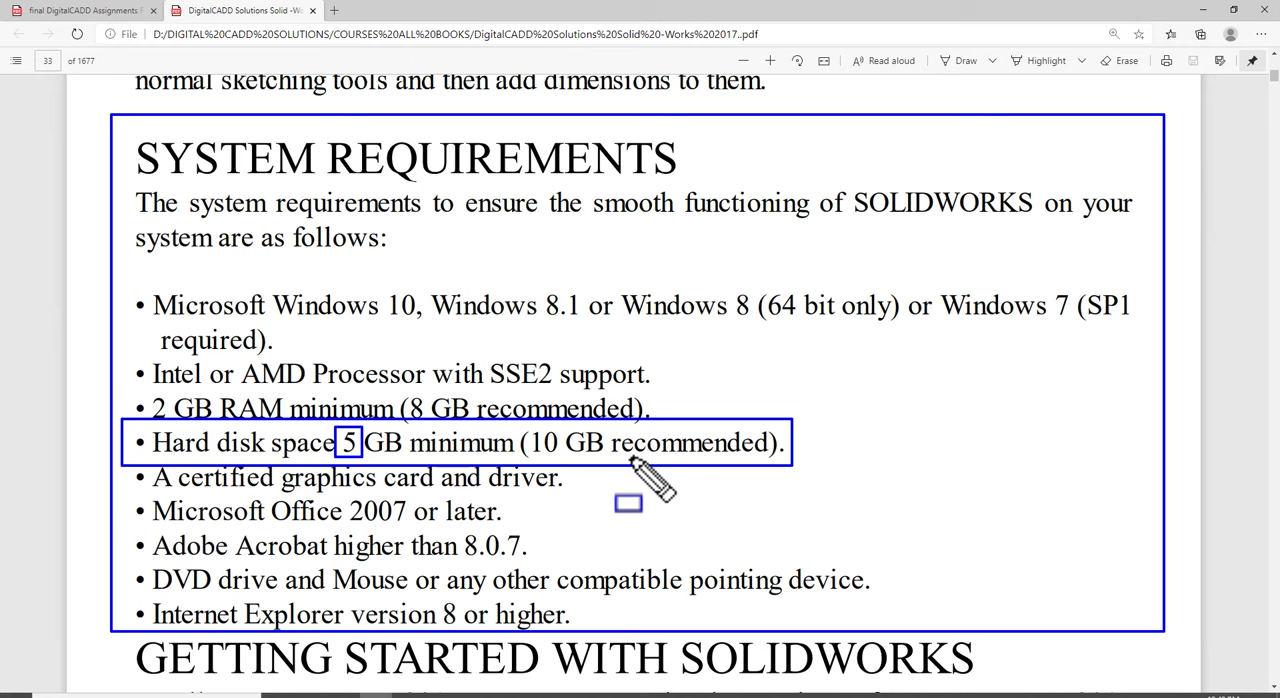 final DigitalCADD Assignments E
DigitalCADD Solutions Solid -Wo
File D:/DIGITAL%20CADD%20SOLUTIONS/COURSES%20ALL%20BOOKS/DigitalCADD%20Solutions%20Solid%20-Works%202017..pdf
33 of 1677 Read aloud Draw Highlight Erase
normal sketching tools and then add dimensions to them.
SYSTEM REQUIREMENTS
The system requirements to ensure the smooth functioning of SOLIDWORKS on your
system are as follows:
• Microsoft Windows 10, Windows 8.1 or Windows 8 (64 bit only) or Windows 7 (SP1
required).
• Intel or AMD Processor with SSE2 support.
• 2 GB RAM minimum (8 GB recommended).
• Hard disk space 5 GB minimum (10 GB recommended).
• A certified graphics card and driver.
• Microsoft Office 2007 or later.
• Adobe Acrobat higher than 8.0.7.
• DVD drive and Mouse or any other compatible pointing device.
• Internet Explorer version 8 or higher.
GETTING STARTED WITH SOLIDWORKS